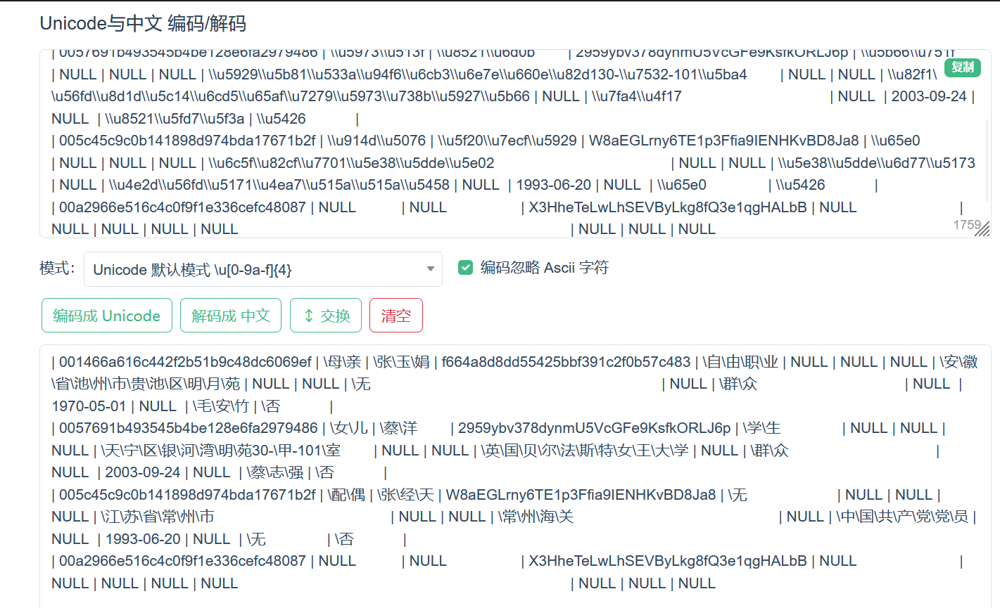 Unicode与中文 编码/解码
| 0057691b493545b4be128e6fa2979486 | \\u5973\\u513f | \\u8521\\u6d0b | 2959ybv378dynmU5VcGFe9KsfkORLJ6p | \\u5b66\\u751f
| NULL | NULL | NULL | \\u5929\\u5b81\\u533a\\u94f6\\u6cb3\\u6e7e\\u660e\\u82d130-\\u7532-101\\u5ba4 | NULL | NULL | \\u82f1\
复制
\u56fd\\u8d1d\\u5c14\\u6cd5\\u65af\\u7279\\u5973\\u738b\\u5927\\u5b66 | NULL | \\u7fa4\\u4f17 | NULL | 2003-09-24 |
NULL | \\u8521\\u5fd7\\u5f3a | \\u5426 |
| 005c45c9c0b141898d974bda17671b2f | \\u914d\\u5076 | \\u5f20\\u7ecf\\u5929 | W8aEGLrny6TE1p3Ffia9IENHKvBD8Ja8 | \\u65e0
| NULL | NULL | NULL | \\u6c5f\\u82cf\\u7701\\u5e38\\u5dde\\u5e02 | NULL | NULL | \\u5e38\\u5dde\\u6d77\\u5173
| NULL | \\u4e2d\\u56fd\\u5171\\u4ea7\\u515a\\u515a\\u5458 | NULL | 1993-06-20 | NULL | \\u65e0 | \\u5426 |
| 00a2966e516c4c0f9f1e336cefc48087 | NULL | NULL | X3HheTeLwLhSEVByLkg8fQ3e1qgHALbB | NULL |
NULL | NULL | NULL | NULL | NULL | NULL | NULL
1759
模式： Unicode 默认模式 \u[0-9a-f]{4} 编码忽略 Ascii 字符
编码成 Unicode 解码成 中文 交换 清空
| 001466a616c442f2b51b9c48dc6069ef | \母\亲 | \张\玉\娟 | f664a8d8dd55425bbf391c2f0b57c483 | \自\由\职\业 | NULL | NULL | NULL | \安\徽
\省\池\州\市\贵\池\区\明\月\苑 | NULL | NULL | \无 | NULL | \群\众 | NULL |
1970-05-01 | NULL | \毛\安\竹 | \否 |
| 0057691b493545b4be128e6fa2979486 | \女\儿 | \蔡\洋 | 2959ybv378dynmU5VcGFe9KsfkORLJ6p | \学\生 | NULL | NULL |
NULL | \天\宁\区\银\河\湾\明\苑30-\甲-101\室 | NULL | NULL | \英\国\贝\尔\法\斯\特\女\王\大\学 | NULL | \群\众 |
NULL | 2003-09-24 | NULL | \蔡\志\强 | \否 |
| 005c45c9c0b141898d974bda17671b2f | \配\偶 | \张\经\天 | W8aEGLrny6TE1p3Ffia9IENHKvBD8Ja8 | \无 | NULL | NULL |
NULL | \江\苏\省\常\州\市 | NULL | NULL | \常\州\海\关 | NULL | \中\国\共\产\党\党\员 |
NULL | 1993-06-20 | NULL | \无 | \否 |
| 00a2966e516c4c0f9f1e336cefc48087 | NULL | NULL | X3HheTeLwLhSEVByLkg8fQ3e1qgHALbB | NULL |
NULL | NULL | NULL | NULL | NULL | NULL | NULL